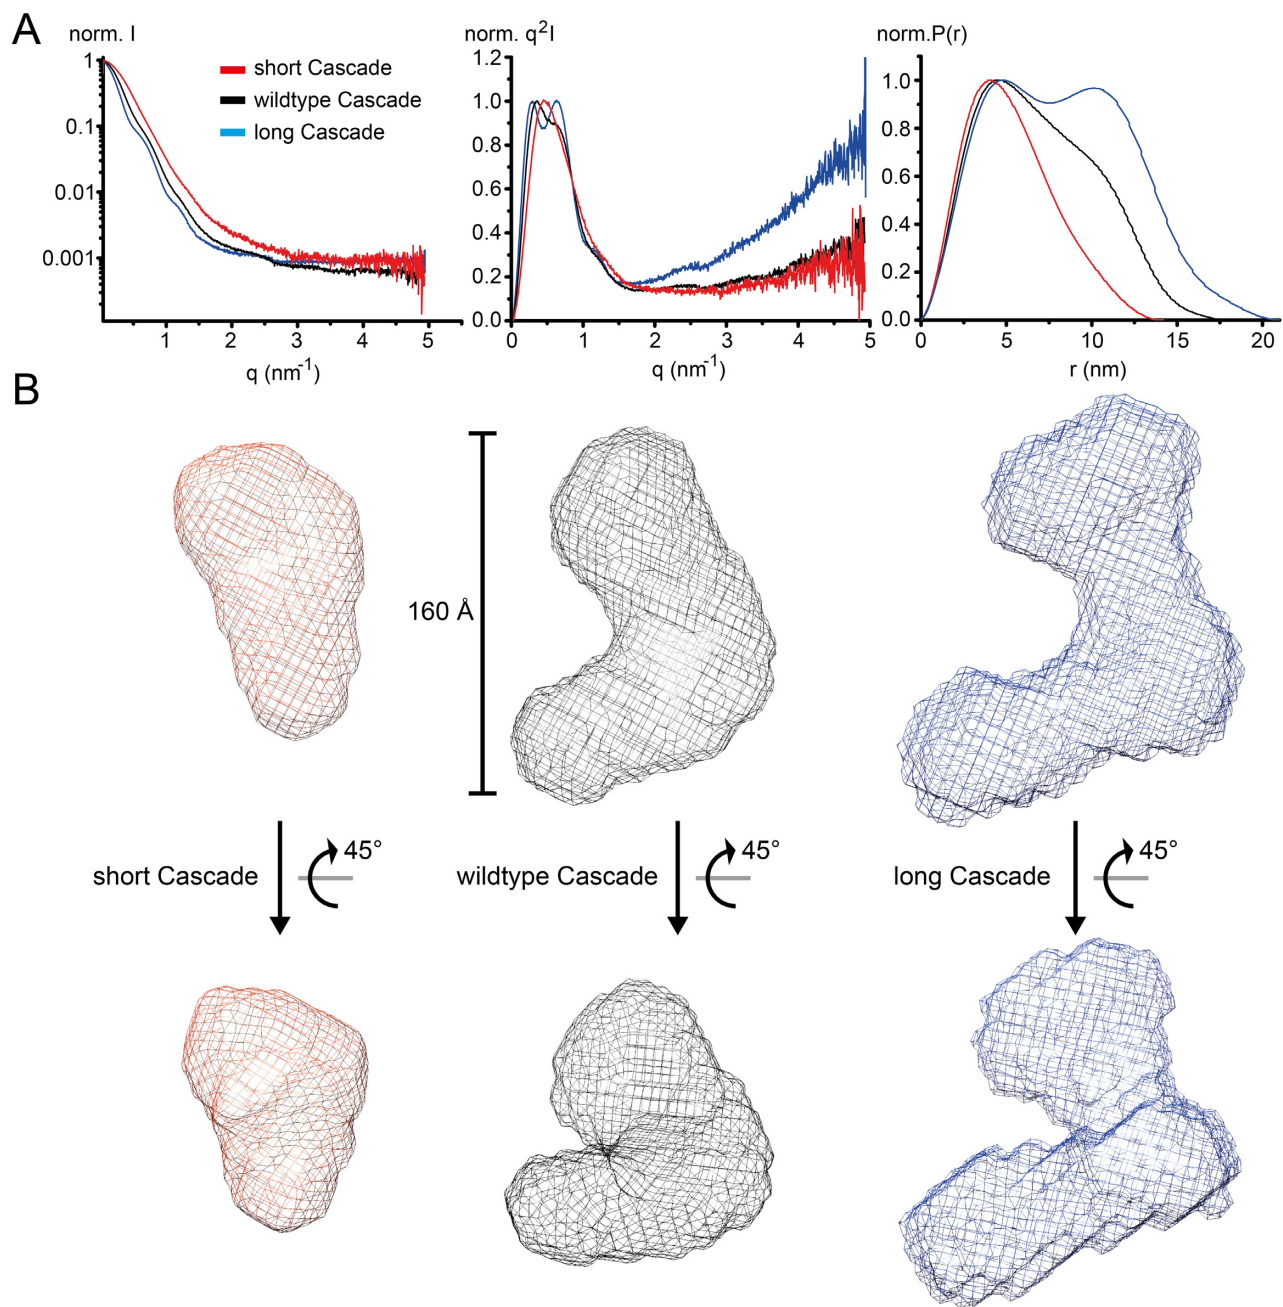 A
norm. I
1
0.1
0.01
0.001
1
2
3
4
5
q (nm⁻¹)
short Cascade
wildtype Cascade
long Cascade
norm. q²I
1.2
1.0
0.8
0.6
0.4
0.2
0.0
0
1
2
3
4
5
q (nm⁻¹)
norm.P(r)
1.0
0.8
0.6
0.4
0.2
0.0
0
5
10
15
20
r (nm)
B
160 Å
short Cascade
45°
wildtype Cascade
45°
long Cascade
45°